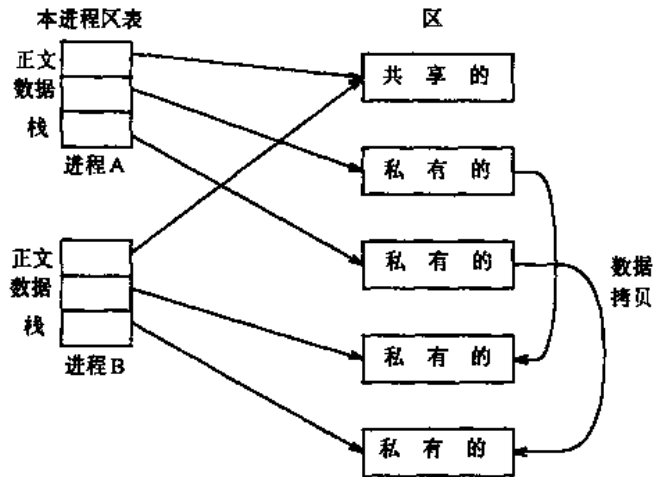 本进程区表
区
正文
数据
栈
进程A
共享的
私有的
私有的
正文
数据
栈
进程B
私有的
私有的
数据
拷贝